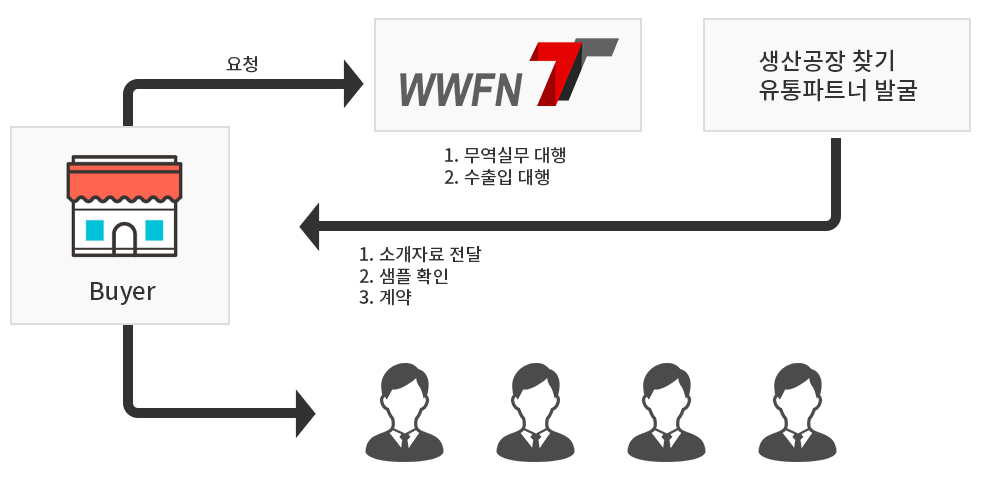 요청
WWFN
생산공장 찾기
유통파트너 발굴
1. 무역실무 대행
2. 수출입 대행
1. 소개자료 전달
2. 샘플 확인
3. 계약
Buyer